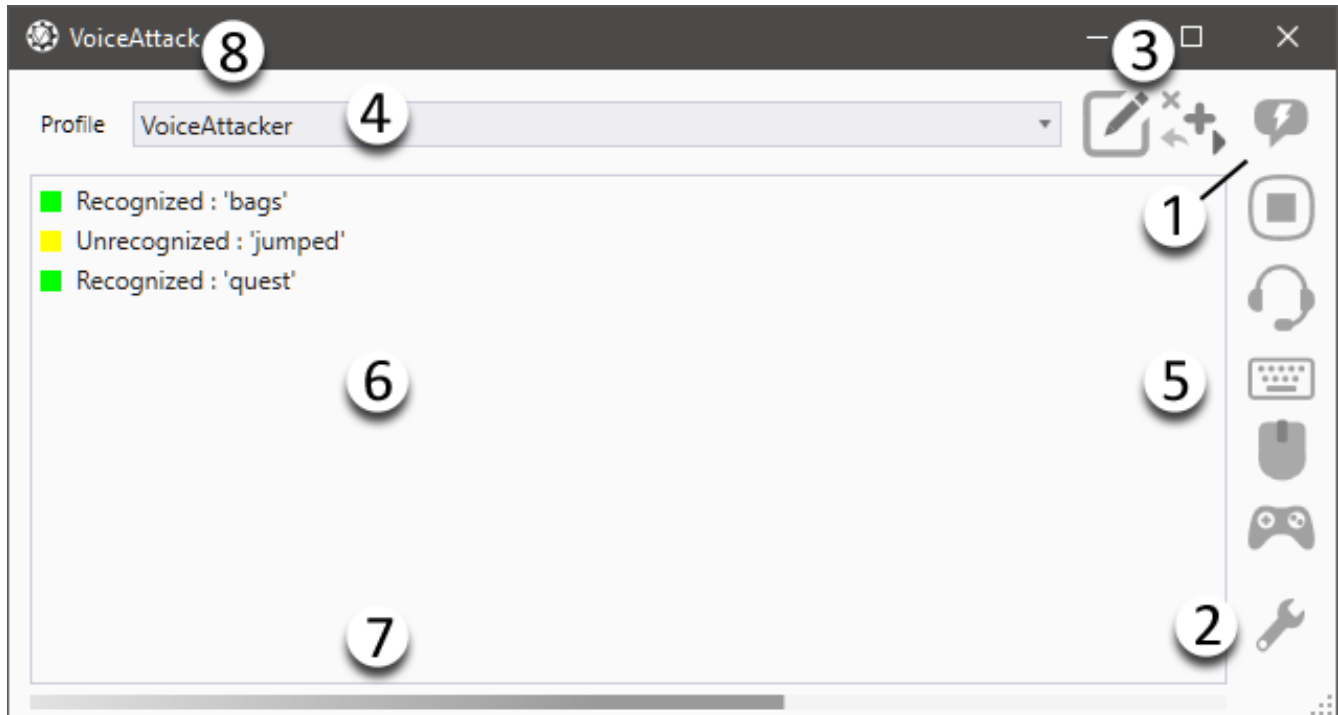 VoiceAttack
8
3
Profile VoiceAttacker
4
1
Recognized : 'bags'
Unrecognized : 'jumped'
Recognized : 'quest'
6
5
7
2